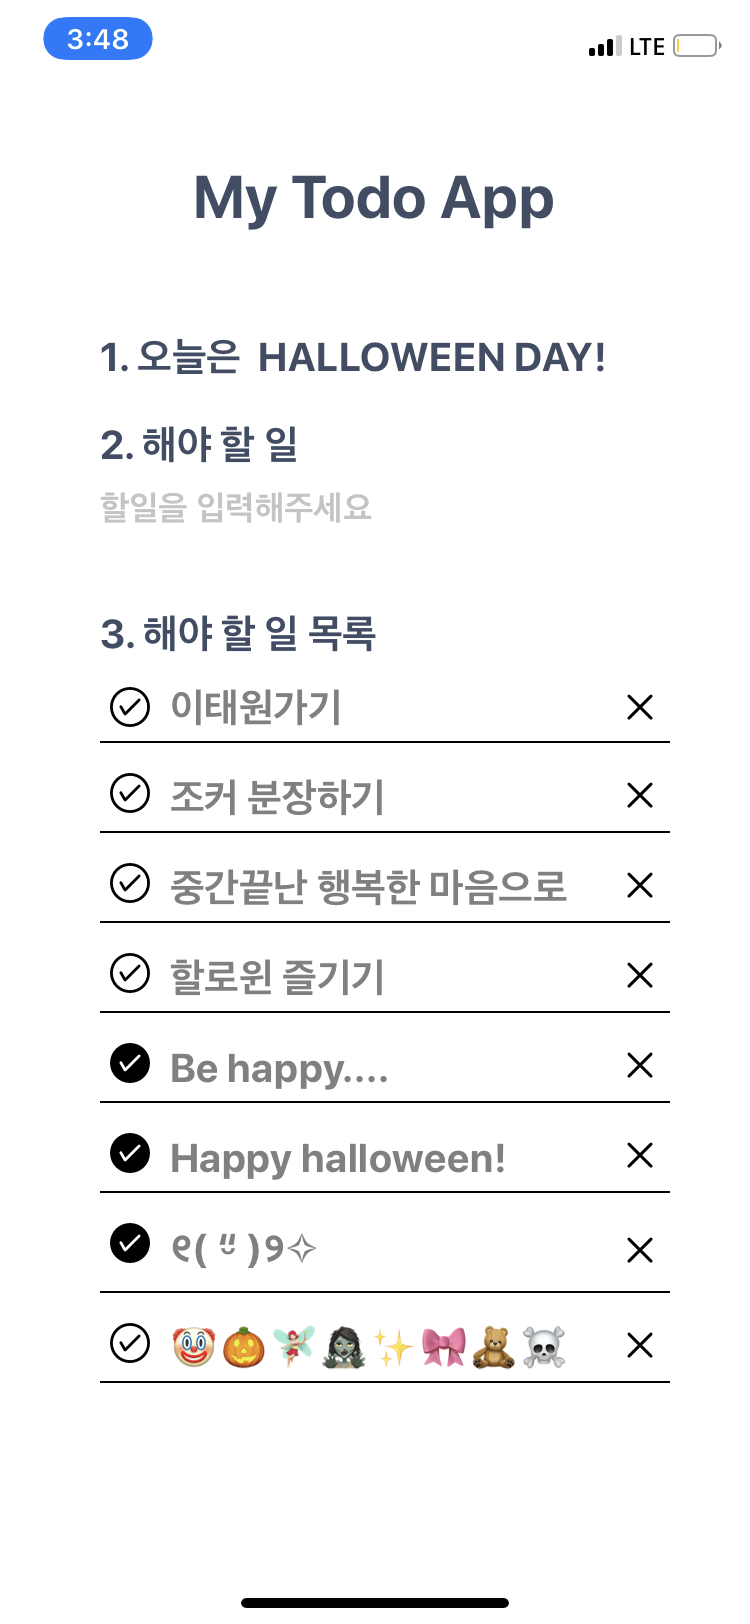 3:48
LTE
My Todo App
1. 오늘은 HALLOWEEN DAY!
2. 해야 할 일
할일을 입력해주세요
3. 해야 할 일 목록
이태원가기
조커 분장하기
중간끝난 행복한 마음으로
할로윈 즐기기
Be happy....
Happy halloween!
୧( ᐛ )୨✧
🤡🎃🧚🏻‍♀️🧟‍♀️✨🎀🧸☠️